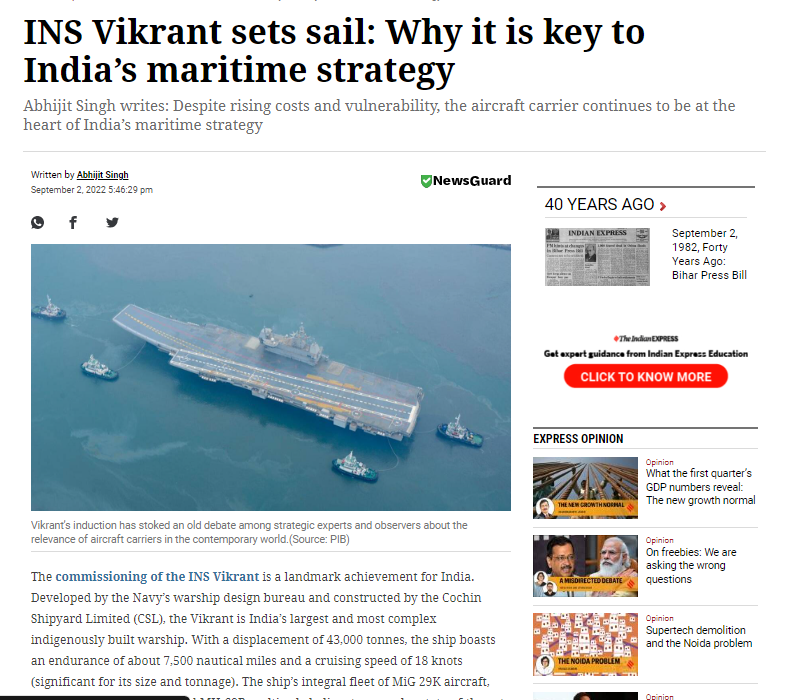 INS Vikrant sets sail: Why it is key to
India’s maritime strategy
Abhijit Singh writes: Despite rising costs and vulnerability, the aircraft carrier continues to be at the
heart of India’s maritime strategy
Written by Abhijit Singh
September 2, 2022 5:46:29 pm
NewsGuard
Vikrant's induction has stoked an old debate among strategic experts and observers about the
relevance of aircraft carriers in the contemporary world.(Source: PIB)
The commissioning of the INS Vikrant is a landmark achievement for India.
Developed by the Navy’s warship design bureau and constructed by the Cochin
Shipyard Limited (CSL), the Vikrant is India’s largest and most complex
indigenously built warship. With a displacement of 43,000 tonnes, the ship boasts
an endurance of about 7,500 nautical miles and a cruising speed of 18 knots
(significant for its size and tonnage). The ship’s integral fleet of MiG 29K aircraft,
40 YEARS AGO
INDIAN EXPRESS
September 2,
1982, Forty
Years Ago:
Bihar Press Bill
The Indian EXPRESS
Get expert guidance from Indian Express Education
CLICK TO KNOW MORE
EXPRESS OPINION
THE NEW GROWTH NORMAL
Opinion
What the first quarter’s
GDP numbers reveal:
The new growth normal
A MISDIRECTED DEBATE
Opinion
On freebies: We are
asking the wrong
questions
THE NOIDA PROBLEM
Opinion
Supertech demolition
and the Noida problem
Opinion